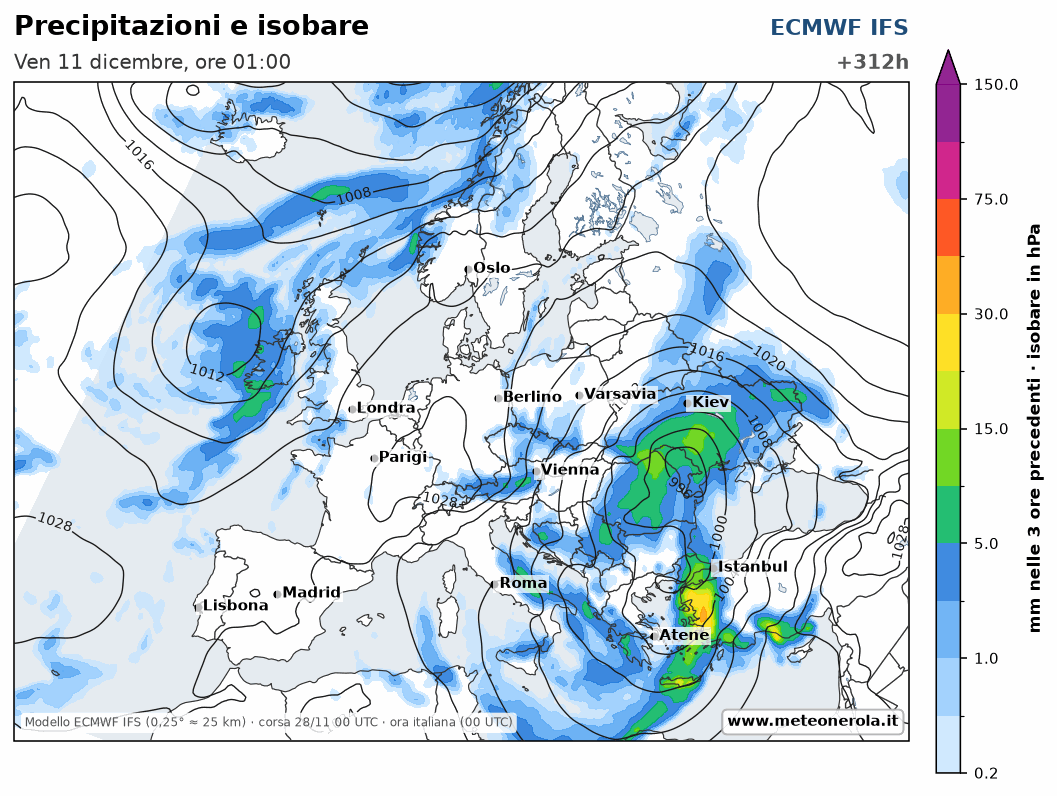 Precipitazioni e isobare
ECMWF IFS
Ven 11 dicembre, ore 01:00
+312h
150.0
75.0
30.0
15.0
5.0
1.0
0.2
mm nelle 3 ore precedenti · isobare in hPa
1016
1008
Oslo
1012
1016
1020
Berlino
Varsavia
Kiev
Londra
1008
Parigi
Vienna
996
1028
1028
1000
1028
Istanbul
Roma
Madrid
Lisbona
Atene
Modello ECMWF IFS (0,25° ≈ 25 km) · corsa 28/11 00 UTC · ora italiana (00 UTC)
www.meteonerola.it